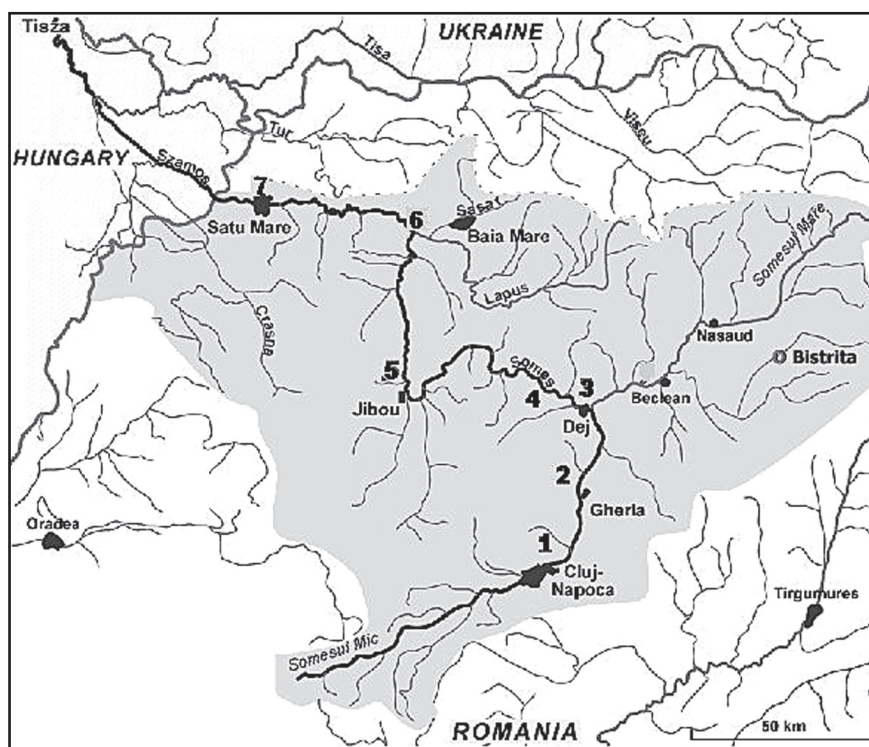 Tisža
UKRAINE
Tisa
Viseu
Tur
HUNGARY
Szamos
7
Satu Mare
6
Sasar
Baia Mare
Somesul Mare
Lapus
Crasna
Nasaud
Bistrita
5
Jibou
Somes
4
3
Dej
Beclean
2
Gherla
Oradea
1
Cluj-
Napoca
Tirgumures
Somesul Mic
ROMANIA
50 km